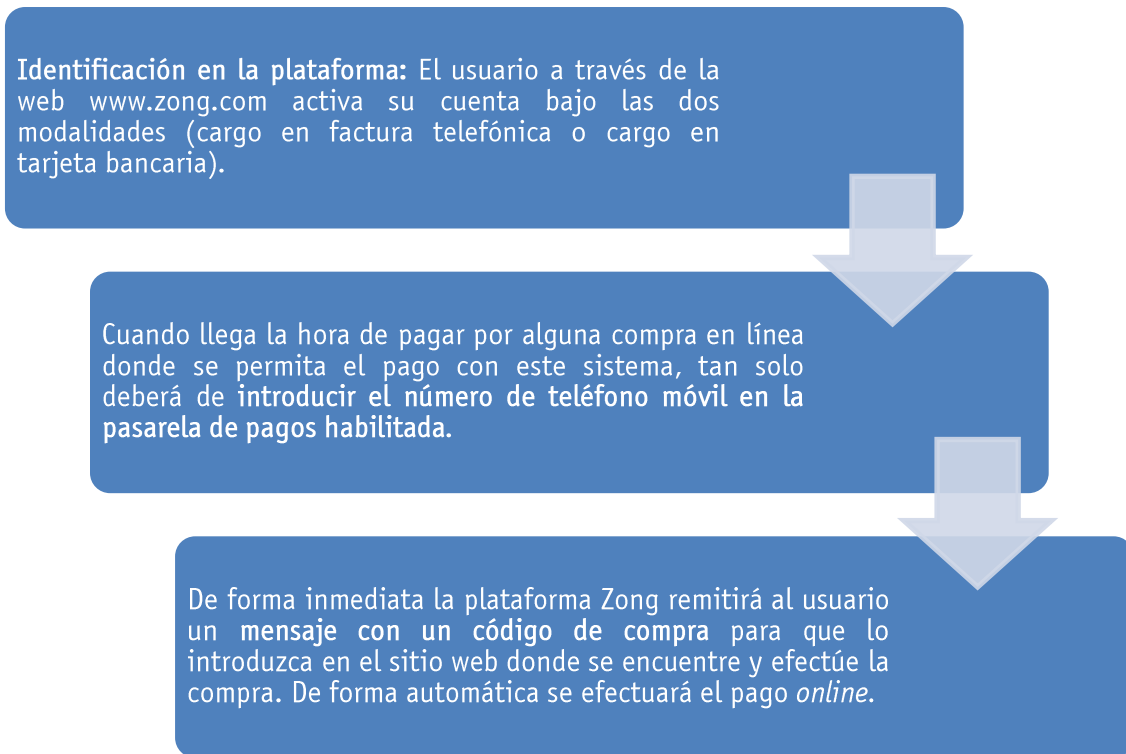 Identificación en la plataforma: El usuario a través de la
web www.zong.com activa su cuenta bajo las dos
modalidades (cargo en factura telefónica o cargo en
tarjeta bancaria).
Cuando llega la hora de pagar por alguna compra en línea
donde se permita el pago con este sistema, tan solo
deberá de introducir el número de teléfono móvil en la
pasarela de pagos habilitada.
De forma inmediata la plataforma Zong remitirá al usuario
un mensaje con un código de compra para que lo
introduzca en el sitio web donde se encuentre y efectúe la
compra. De forma automática se efectuará el pago online.